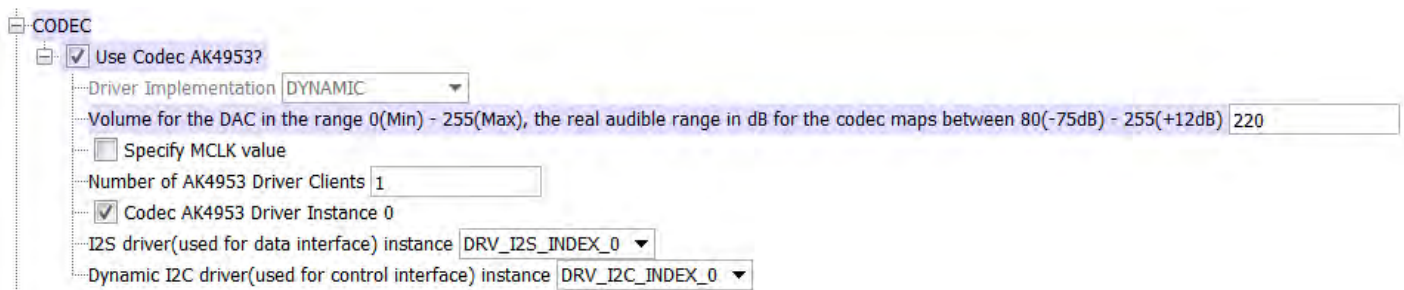 CODEC
Use Codec AK4953?
Driver Implementation DYNAMIC
Volume for the DAC in the range 0(Min) - 255(Max), the real audible range in dB for the codec maps between 80(-75dB) - 255(+12dB) 220
Specify MCLK value
Number of AK4953 Driver Clients 1
Codec AK4953 Driver Instance 0
I2S driver(used for data interface) instance DRV_I2S_INDEX_0
Dynamic I2C driver(used for control interface) instance DRV_I2C_INDEX_0